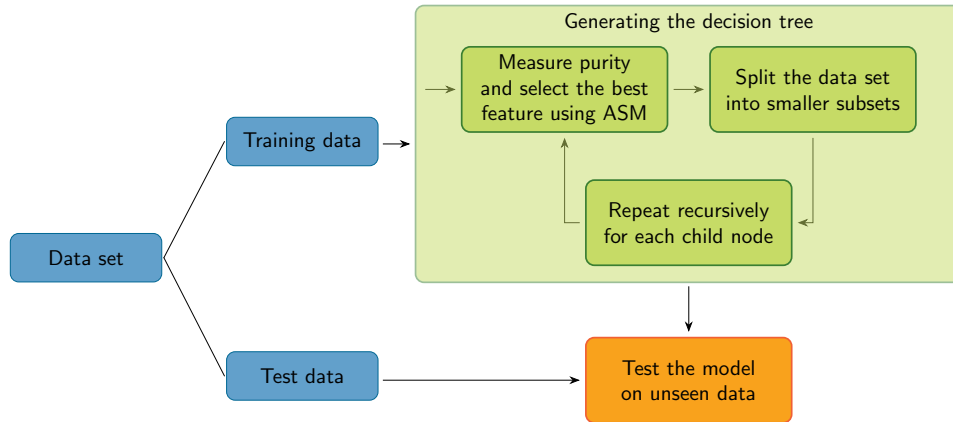 Generating the decision tree
Measure purity
and select the best
feature using ASM
Split the data set
into smaller subsets
Training data
Repeat recursively
for each child node
Data set
Test data
Test the model
on unseen data